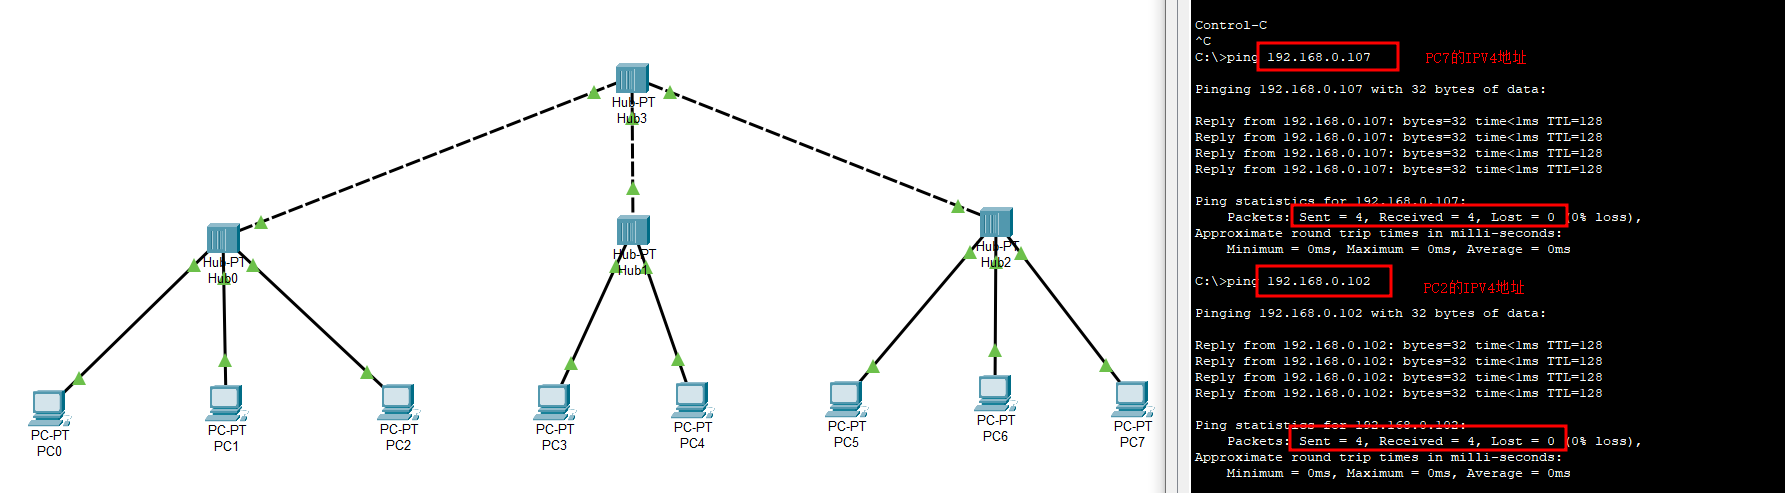 Hub-PT
Hub3
Hub-PT
Hub0
Hub-PT
Hub1
Hub-PT
Hub2
PC-PT
PC0
PC-PT
PC1
PC-PT
PC2
PC-PT
PC3
PC-PT
PC4
PC-PT
PC5
PC-PT
PC6
PC-PT
PC7
Control-C
^C
C:\>ping 192.168.0.107 PC7的IPV4地址
Pinging 192.168.0.107 with 32 bytes of data:
Reply from 192.168.0.107: bytes=32 time<1ms TTL=128
Reply from 192.168.0.107: bytes=32 time<1ms TTL=128
Reply from 192.168.0.107: bytes=32 time<1ms TTL=128
Reply from 192.168.0.107: bytes=32 time<1ms TTL=128
Ping statistics for 192.168.0.107:
Packets: Sent = 4, Received = 4, Lost = 0 (0% loss),
Approximate round trip times in milli-seconds:
Minimum = 0ms, Maximum = 0ms, Average = 0ms
C:\>ping 192.168.0.102 PC2的IPV4地址
Pinging 192.168.0.102 with 32 bytes of data:
Reply from 192.168.0.102: bytes=32 time<1ms TTL=128
Reply from 192.168.0.102: bytes=32 time<1ms TTL=128
Reply from 192.168.0.102: bytes=32 time<1ms TTL=128
Reply from 192.168.0.102: bytes=32 time<1ms TTL=128
Ping statistics for 192.168.0.102:
Packets: Sent = 4, Received = 4, Lost = 0 (0% loss),
Approximate round trip times in milli-seconds:
Minimum = 0ms, Maximum = 0ms, Average = 0ms